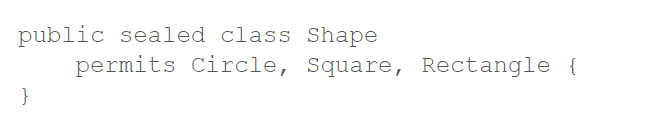 public sealed class Shape
    permits Circle, Square, Rectangle {
}